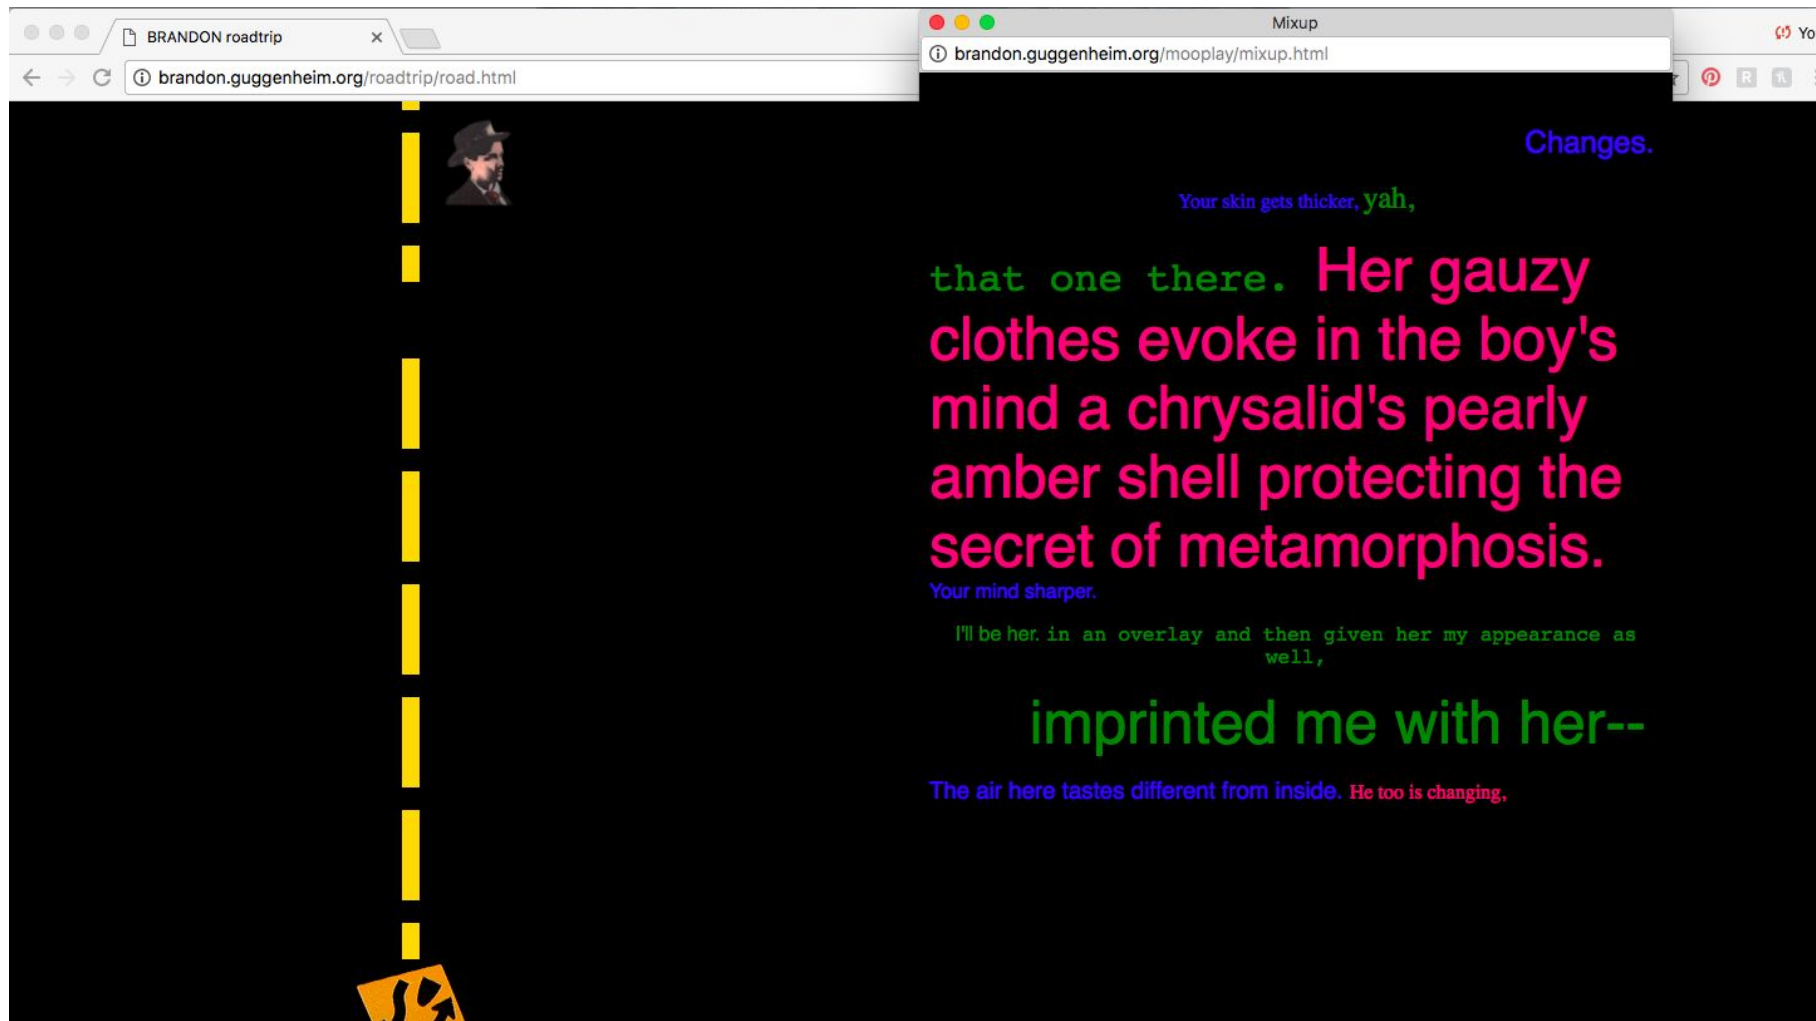 BRANDON roadtrip
Mixup
Yo
brandon.guggenheim.org/roadtrip/road.html
brandon.guggenheim.org/mooplay/mixup.html
R
Changes.
Your skin gets thicker, yah,
that one there. Her gauzy
clothes evoke in the boy's
mind a chrysalid's pearly
amber shell protecting the
secret of metamorphosis.
Your mind sharper.
I'll be her. in an overlay and then given her my appearance as
well,
imprinted me with her--
The air here tastes different from inside. He too is changing,